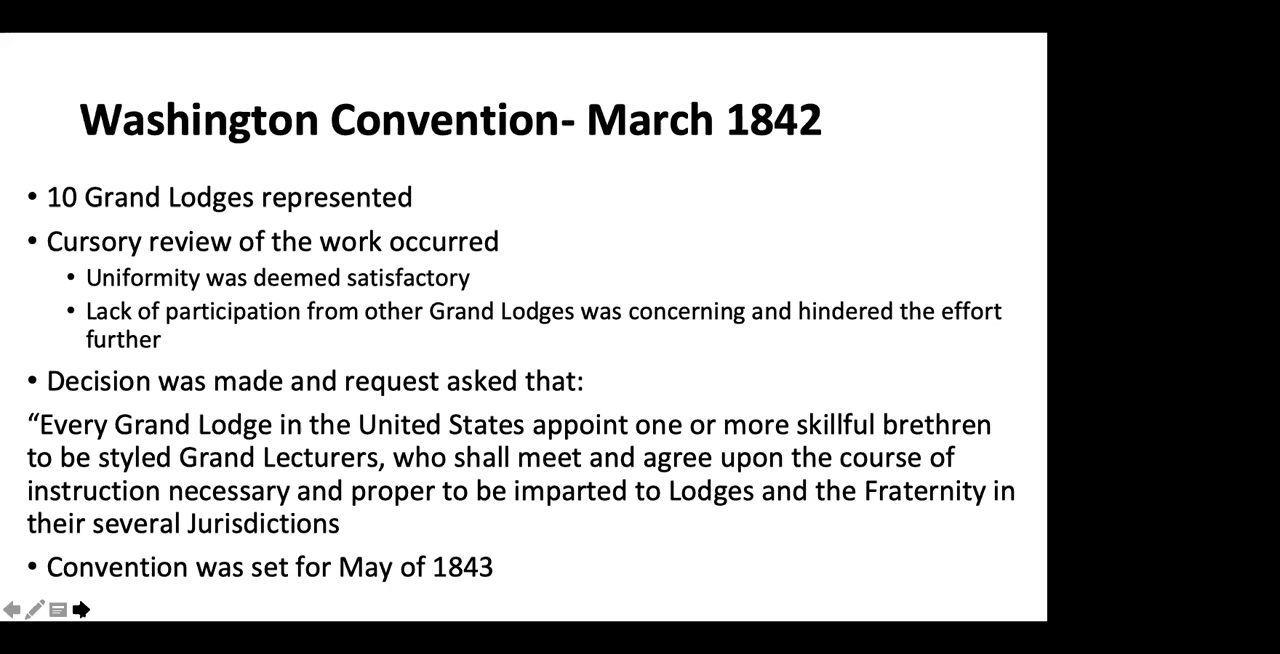 Washington Convention- March 1842
• 10 Grand Lodges represented
• Cursory review of the work occurred
• Uniformity was deemed satisfactory
• Lack of participation from other Grand Lodges was concerning and hindered the effort
further
• Decision was made and request asked that:
“Every Grand Lodge in the United States appoint one or more skillful brethren
to be styled Grand Lecturers, who shall meet and agree upon the course of
instruction necessary and proper to be imparted to Lodges and the Fraternity in
their several Jurisdictions
• Convention was set for May of 1843